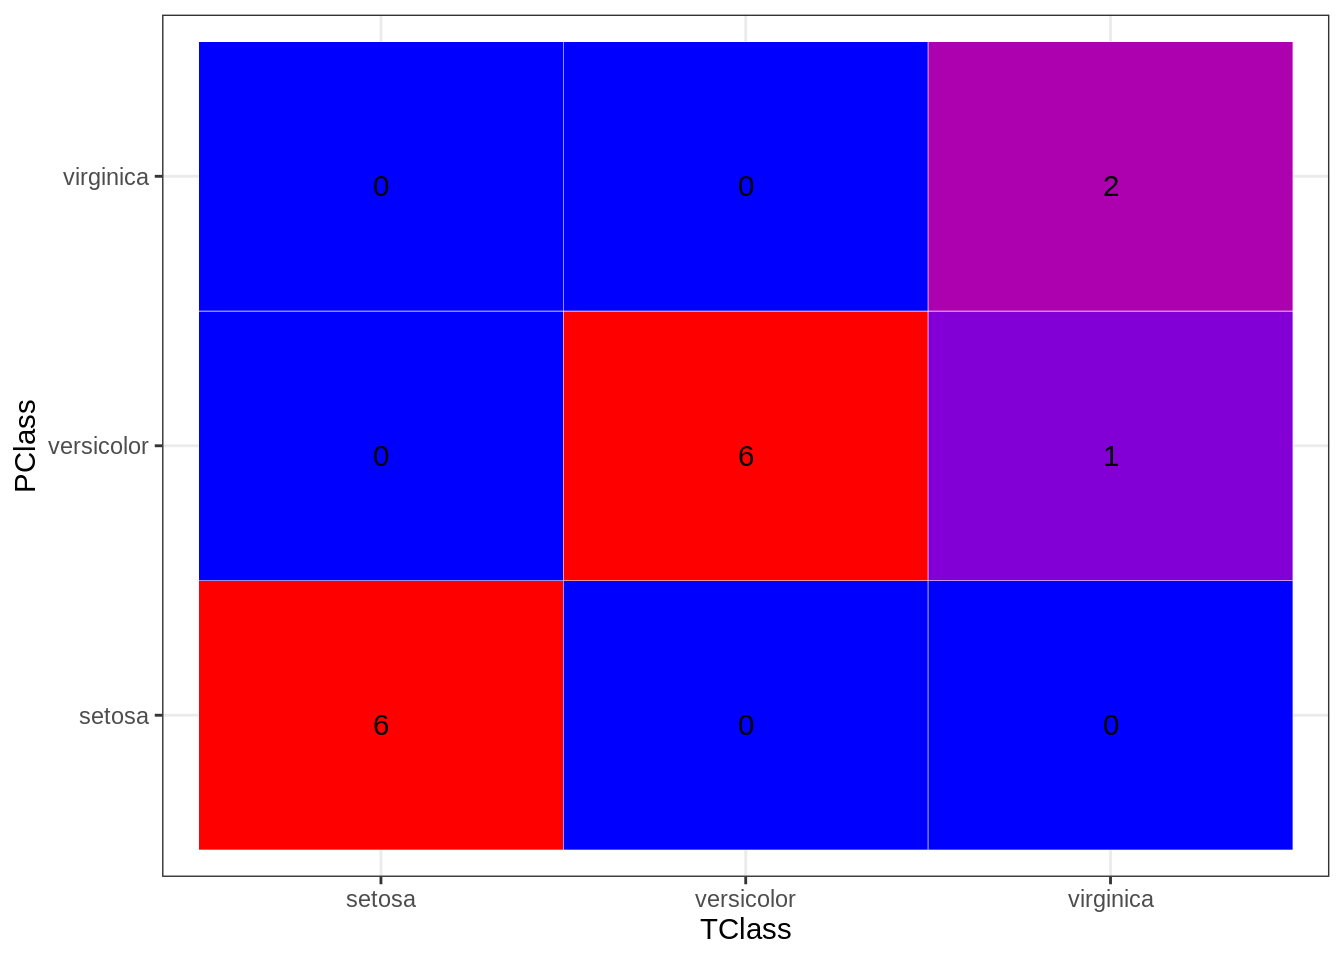 PClass
virginica 0 0 2
versicolor 0 6 1
setosa 6 0 0
setosa versicolor virginica
TClass